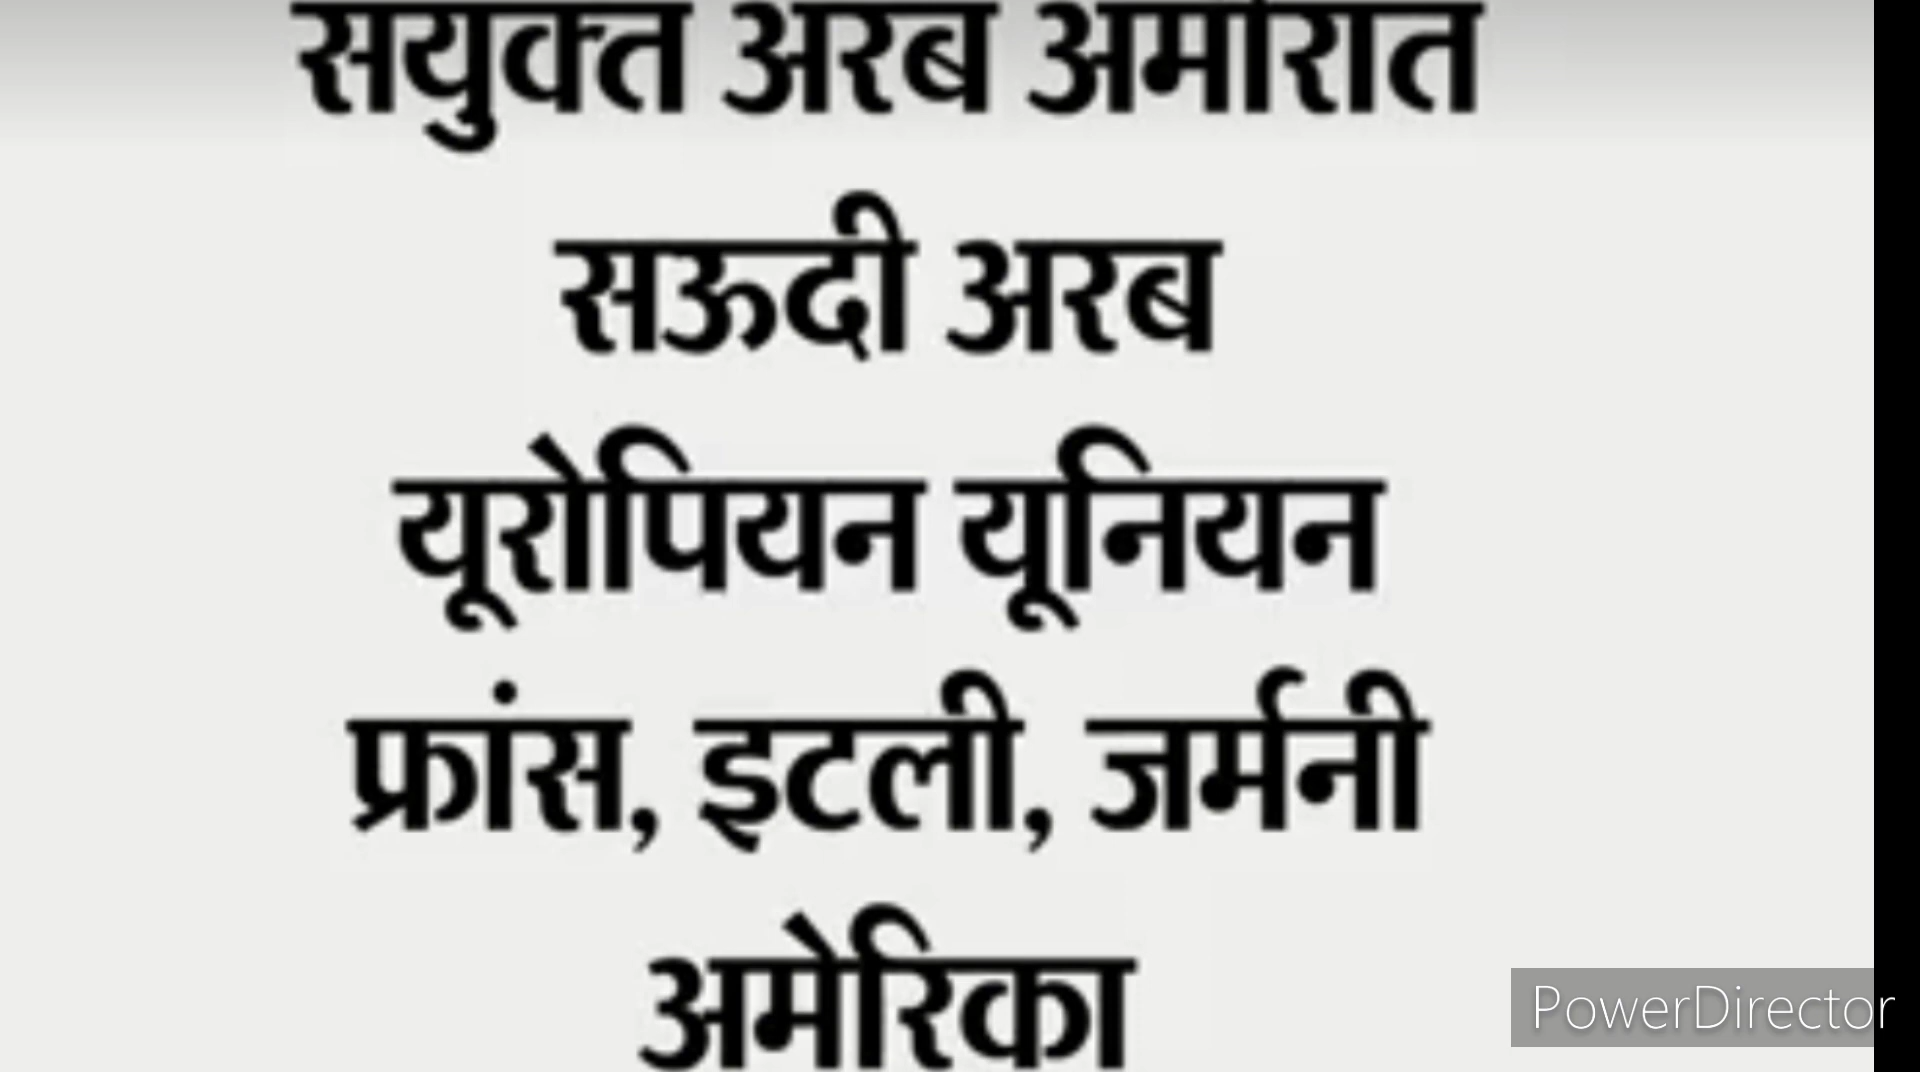 सयुक्त अरब अमीरात
सऊदी अरब
यूरोपियन यूनियन
फ्रांस, इटली, जर्मनी
अमेरिका
PowerDirector